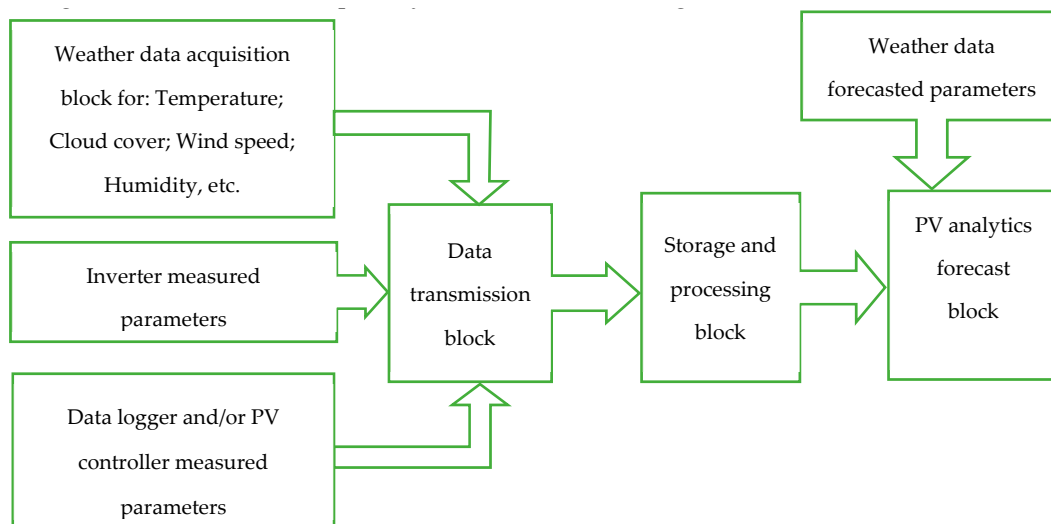 Weather data acquisition
block for: Temperature;
Cloud cover; Wind speed;
Humidity, etc.
Weather data
forecasted parameters
Inverter measured
parameters
Data
transmission
block
Storage and
processing
block
PV analytics
forecast
block
Data logger and/or PV
controller measured
parameters